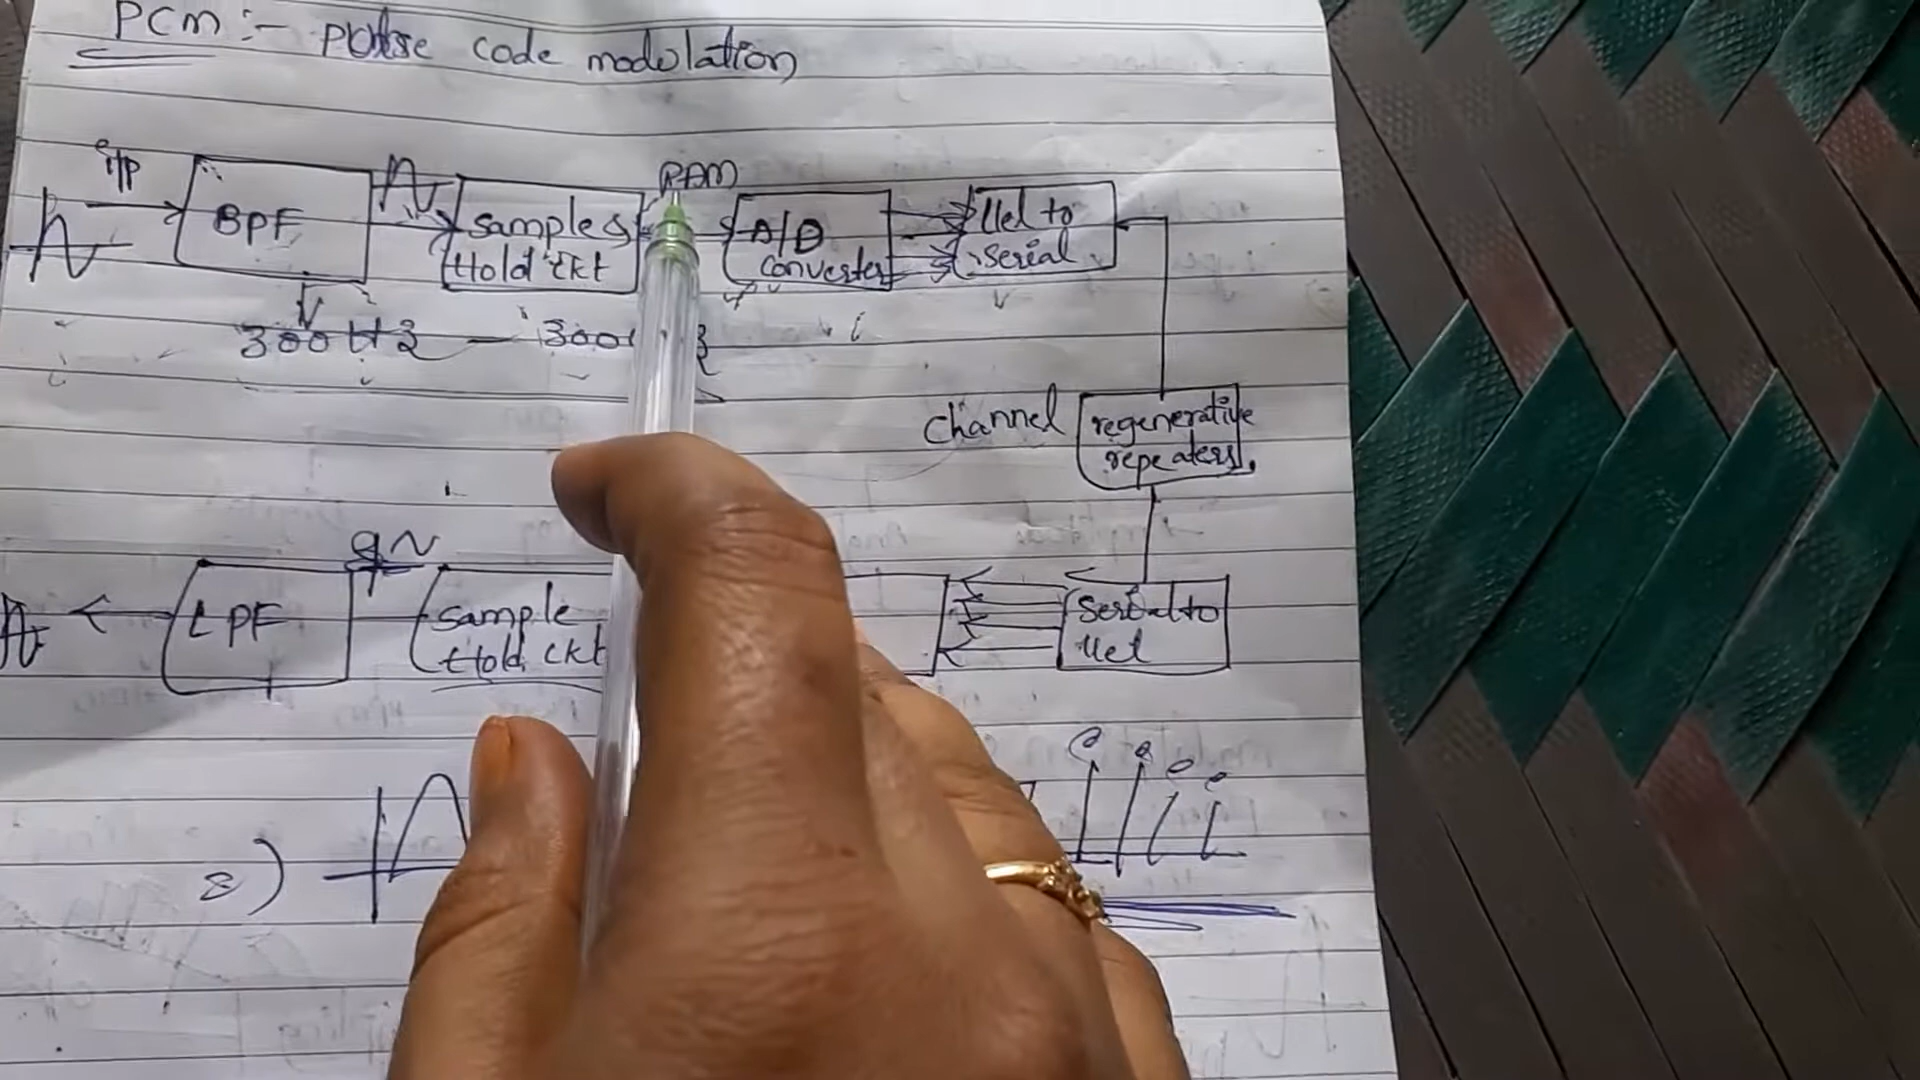 PCM :- pulse code modulation
i/p
BPF
Sample &
Hold ckt
PAM
A/D
converter
llel to
serial
300 Hz — 300
channel
regenerative
repeaters.
LPF
Sample
Hold ckt
Serial to
llel